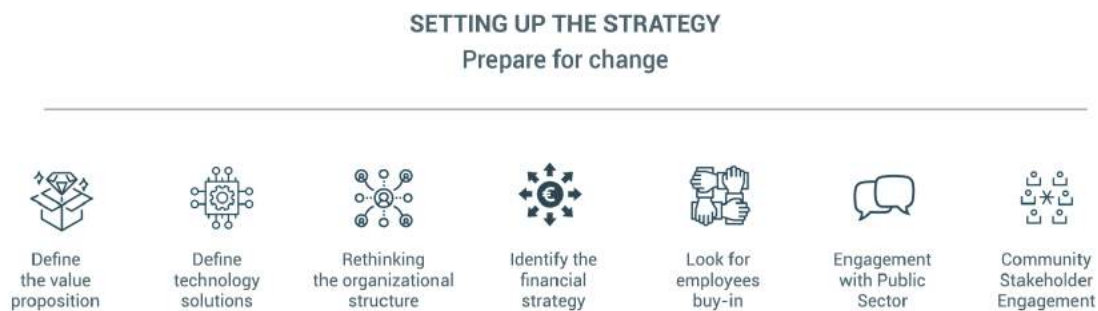 SETTING UP THE STRATEGY
Prepare for change
Define
the value
proposition
Define
technology
solutions
Rethinking
the organizational
structure
Identify the
financial
strategy
Look for
employees
buy-in
Engagement
with Public
Sector
Community
Stakeholder
Engagement